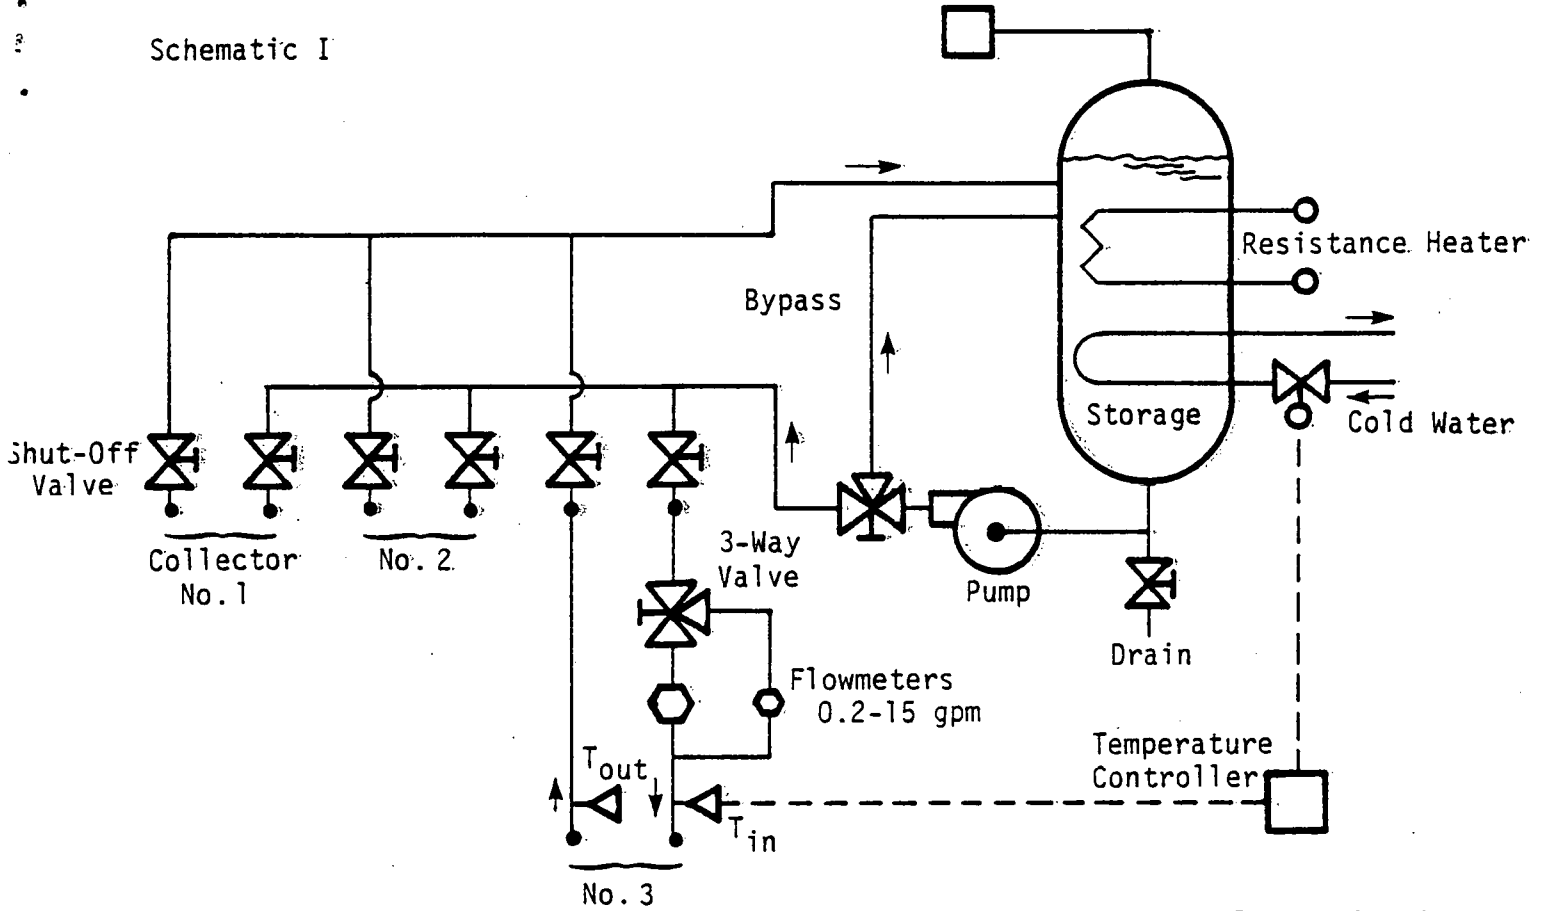 Schematic I
Resistance Heater
Bypass
Storage
Cold Water
Shut-Off
Valve
Collector
No.1
No.2
3-Way
Valve
Pump
Drain
Flowmeters
0.2-15 gpm
Tout
Temperature
Controller
Tin
No.3